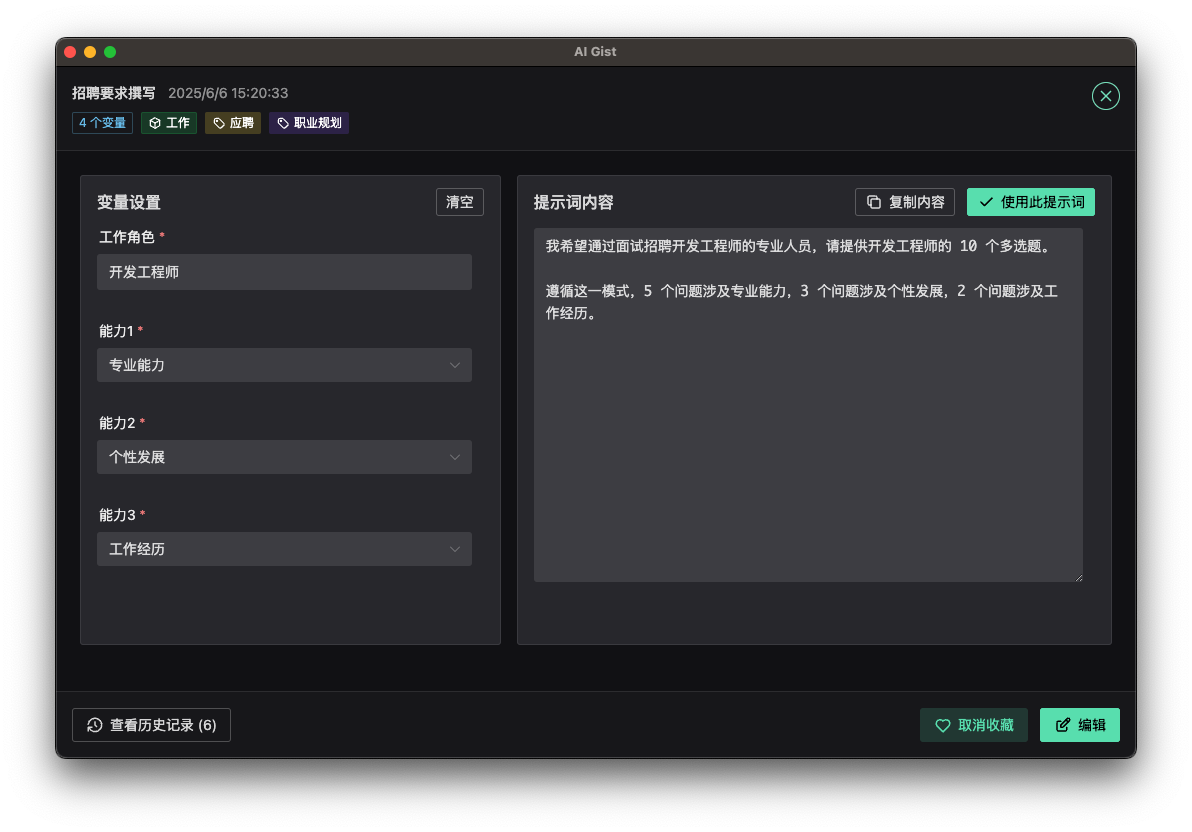 AI Gist
招聘要求撰写 2025/6/6 15:20:33
4 个变量 工作 应聘 职业规划
变量设置 清空
工作角色 *
开发工程师
能力1 *
专业能力
能力2 *
个性发展
能力3 *
工作经历
提示词内容 复制内容 使用此提示词
我希望通过面试招聘开发工程师的专业人员，请提供开发工程师的 10 个多选题。
遵循这一模式，5 个问题涉及专业能力，3 个问题涉及个性发展，2 个问题涉及工
作经历。
查看历史记录 (6) 取消收藏 编辑